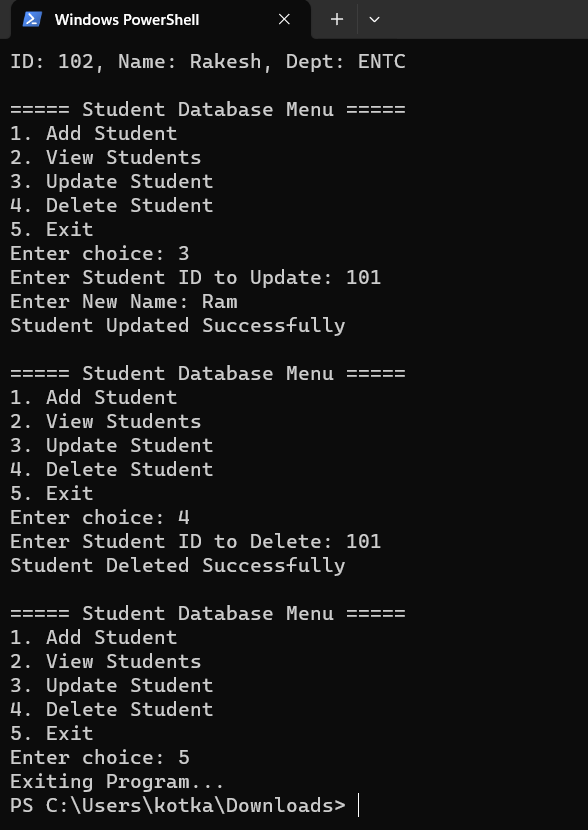 Windows PowerShell
ID: 102, Name: Rakesh, Dept: ENTC
===== Student Database Menu =====
1. Add Student
2. View Students
3. Update Student
4. Delete Student
5. Exit
Enter choice: 3
Enter Student ID to Update: 101
Enter New Name: Ram
Student Updated Successfully
===== Student Database Menu =====
1. Add Student
2. View Students
3. Update Student
4. Delete Student
5. Exit
Enter choice: 4
Enter Student ID to Delete: 101
Student Deleted Successfully
===== Student Database Menu =====
1. Add Student
2. View Students
3. Update Student
4. Delete Student
5. Exit
Enter choice: 5
Exiting Program...
PS C:\Users\kotka\Downloads>